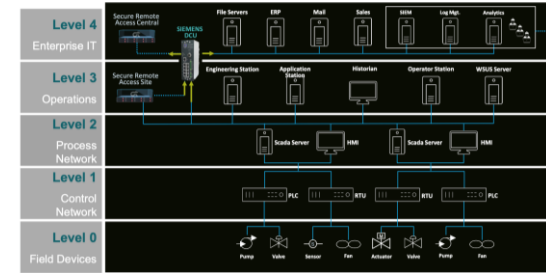 Level 4
Enterprise IT
Secure Remote
Access Central
SIEMENS
DCU
File Servers
ERP
Mail
Sales
SIEM
Log Mgt.
Analytics
Level 3
Operations
Secure Remote
Access Site
Engineering Station
Application
Station
Historian
Operator Station
WSUS Server
Level 2
Process
Network
Scada Server
HMI
Scada Server
HMI
Level 1
Control
Network
PLC
RTU
RTU
PLC
Level 0
Field Devices
Pump
Valve
Sensor
Fan
Actuator
Valve
Pump
Fan